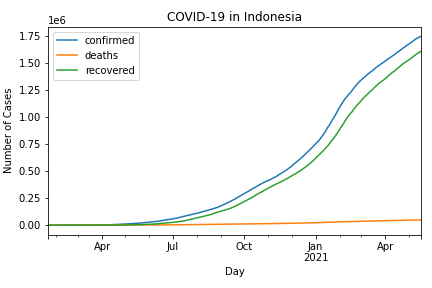 COVID-19 in Indonesia
1e6
confirmed
deaths
recovered
1.75
1.50
1.25
1.00
0.75
0.50
0.25
0.00
Number of Cases
Apr
Jul
Oct
Jan
2021
Apr
Day